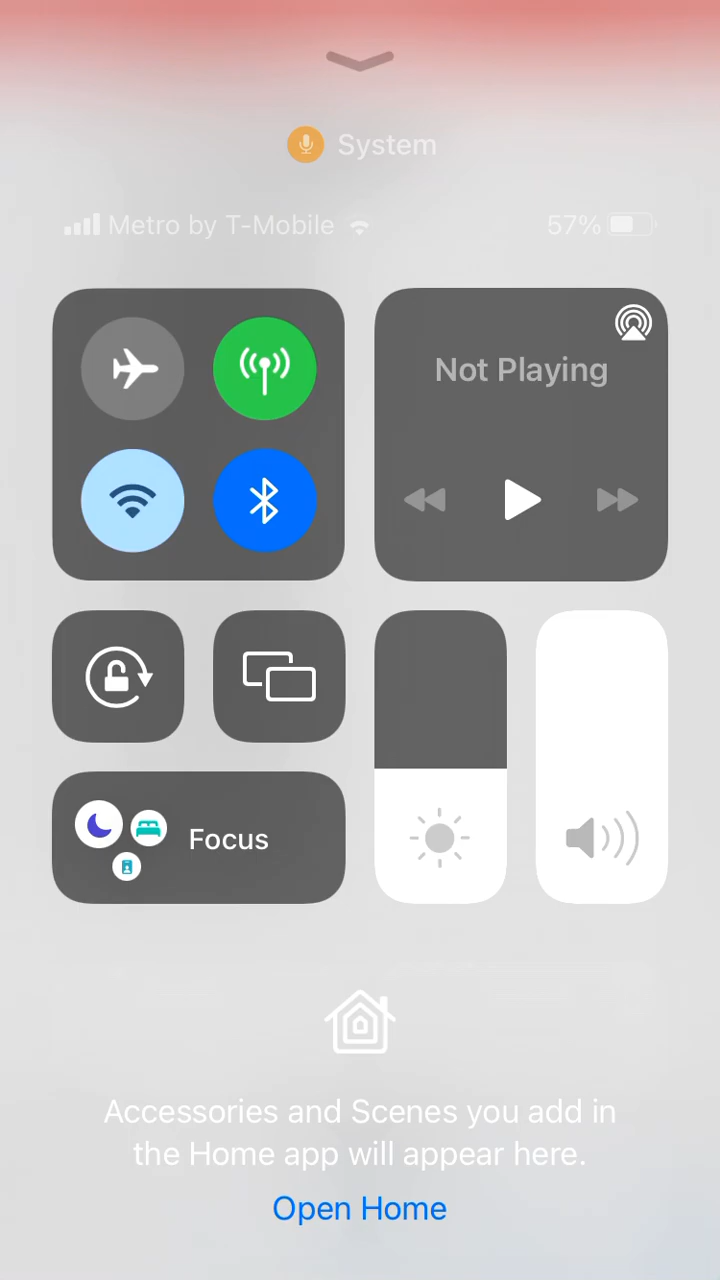 System
Metro by T-Mobile 57%
Not Playing
Focus
Accessories and Scenes you add in
the Home app will appear here.
Open Home